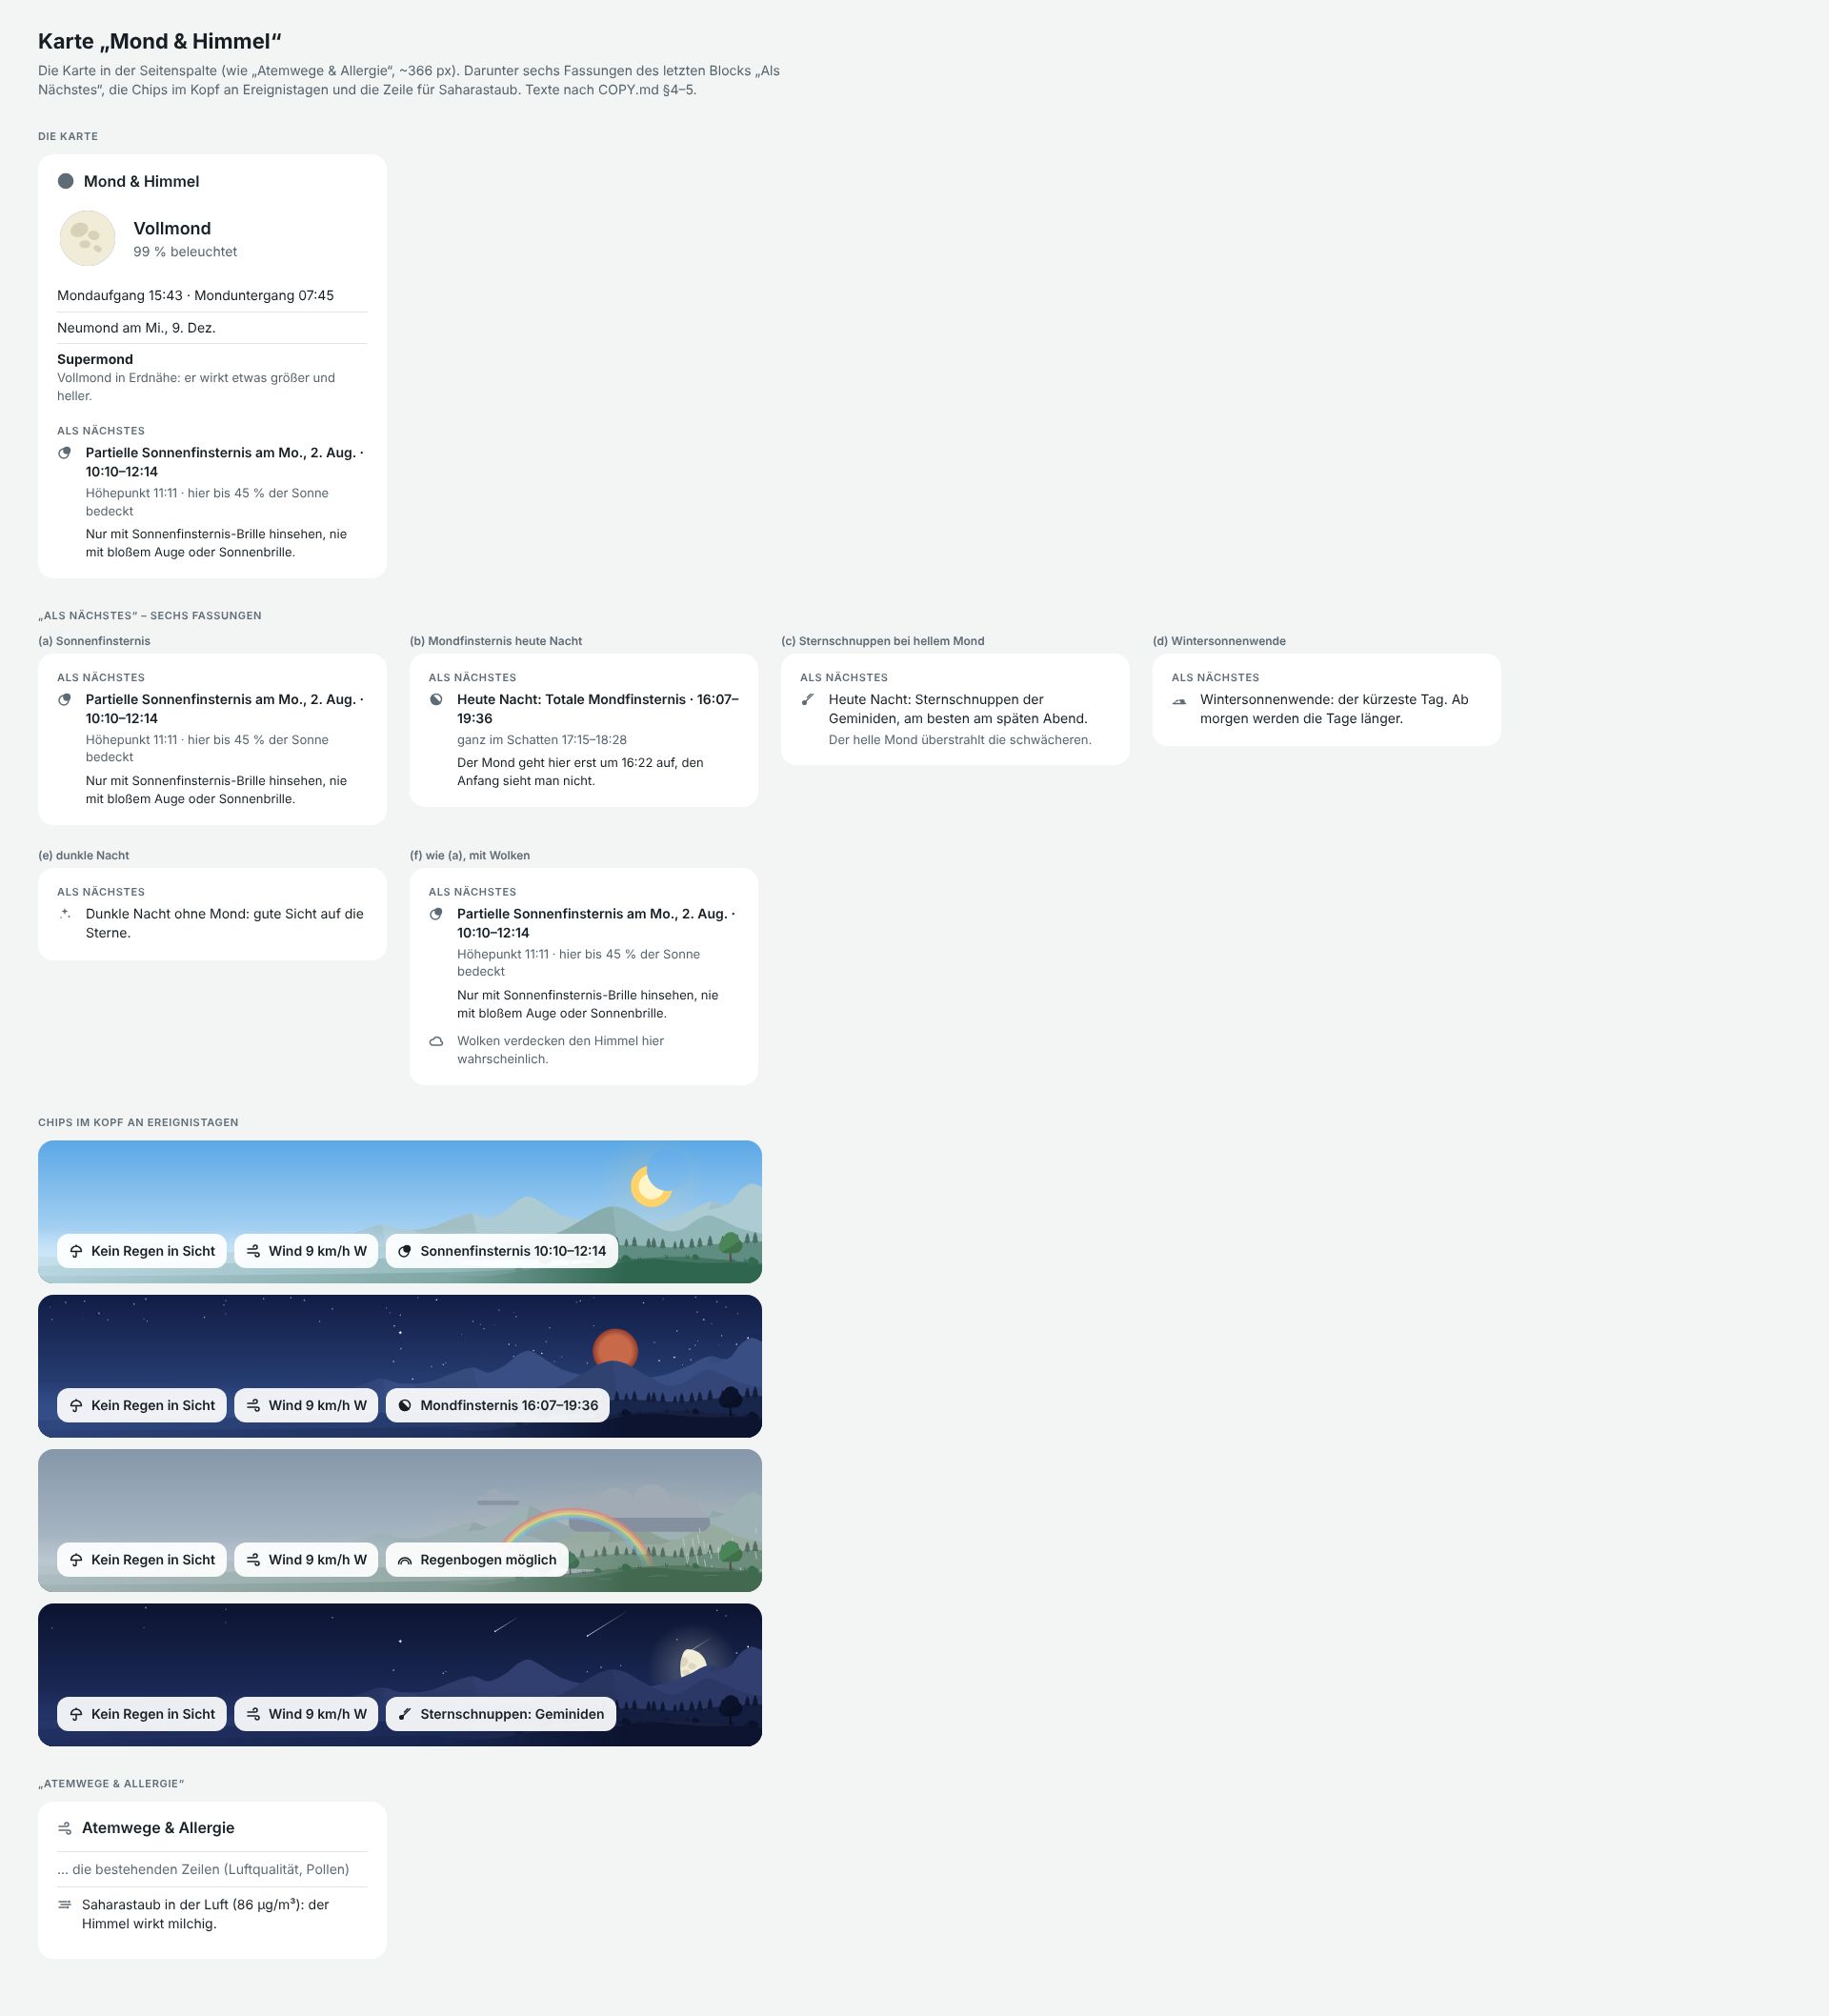 Karte „Mond & Himmel“
Die Karte in der Seitenspalte (wie „Atemwege & Allergie“, ~366 px). Darunter sechs Fassungen des letzten Blocks „Als
Nächstes“, die Chips im Kopf an Ereignistagen und die Zeile für Saharastaub. Texte nach COPY.md §4–5.
DIE KARTE
Mond & Himmel
Vollmond
99 % beleuchtet
Mondaufgang 15:43 · Monduntergang 07:45
Neumond am Mi., 9. Dez.
Supermond
Vollmond in Erdnähe: er wirkt etwas größer und
heller.
ALS NÄCHSTES
Partielle Sonnenfinsternis am Mo., 2. Aug. ·
10:10–12:14
Höhepunkt 11:11 · hier bis 45 % der Sonne
bedeckt
Nur mit Sonnenfinsternis-Brille hinsehen, nie
mit bloßem Auge oder Sonnenbrille.
„ALS NÄCHSTES“ – SECHS FASSUNGEN
(a) Sonnenfinsternis
ALS NÄCHSTES
Partielle Sonnenfinsternis am Mo., 2. Aug. ·
10:10–12:14
Höhepunkt 11:11 · hier bis 45 % der Sonne
bedeckt
Nur mit Sonnenfinsternis-Brille hinsehen, nie
mit bloßem Auge oder Sonnenbrille.
(b) Mondfinsternis heute Nacht
ALS NÄCHSTES
Heute Nacht: Totale Mondfinsternis · 16:07–
19:36
ganz im Schatten 17:15–18:28
Der Mond geht hier erst um 16:22 auf, den
Anfang sieht man nicht.
(c) Sternschnuppen bei hellem Mond
ALS NÄCHSTES
Heute Nacht: Sternschnuppen der
Geminiden, am besten am späten Abend.
Der helle Mond überstrahlt die schwächeren.
(d) Wintersonnenwende
ALS NÄCHSTES
Wintersonnenwende: der kürzeste Tag. Ab
morgen werden die Tage länger.
(e) dunkle Nacht
ALS NÄCHSTES
Dunkle Nacht ohne Mond: gute Sicht auf die
Sterne.
(f) wie (a), mit Wolken
ALS NÄCHSTES
Partielle Sonnenfinsternis am Mo., 2. Aug. ·
10:10–12:14
Höhepunkt 11:11 · hier bis 45 % der Sonne
bedeckt
Nur mit Sonnenfinsternis-Brille hinsehen, nie
mit bloßem Auge oder Sonnenbrille.
Wolken verdecken den Himmel hier
wahrscheinlich.
CHIPS IM KOPF AN EREIGNISTAGEN
Kein Regen in Sicht
Wind 9 km/h W
Sonnenfinsternis 10:10–12:14
Kein Regen in Sicht
Wind 9 km/h W
Mondfinsternis 16:07–19:36
Kein Regen in Sicht
Wind 9 km/h W
Regenbogen möglich
Kein Regen in Sicht
Wind 9 km/h W
Sternschnuppen: Geminiden
„ATEMWEGE & ALLERGIE“
Atemwege & Allergie
… die bestehenden Zeilen (Luftqualität, Pollen)
Saharastaub in der Luft (86 µg/m³): der
Himmel wirkt milchig.